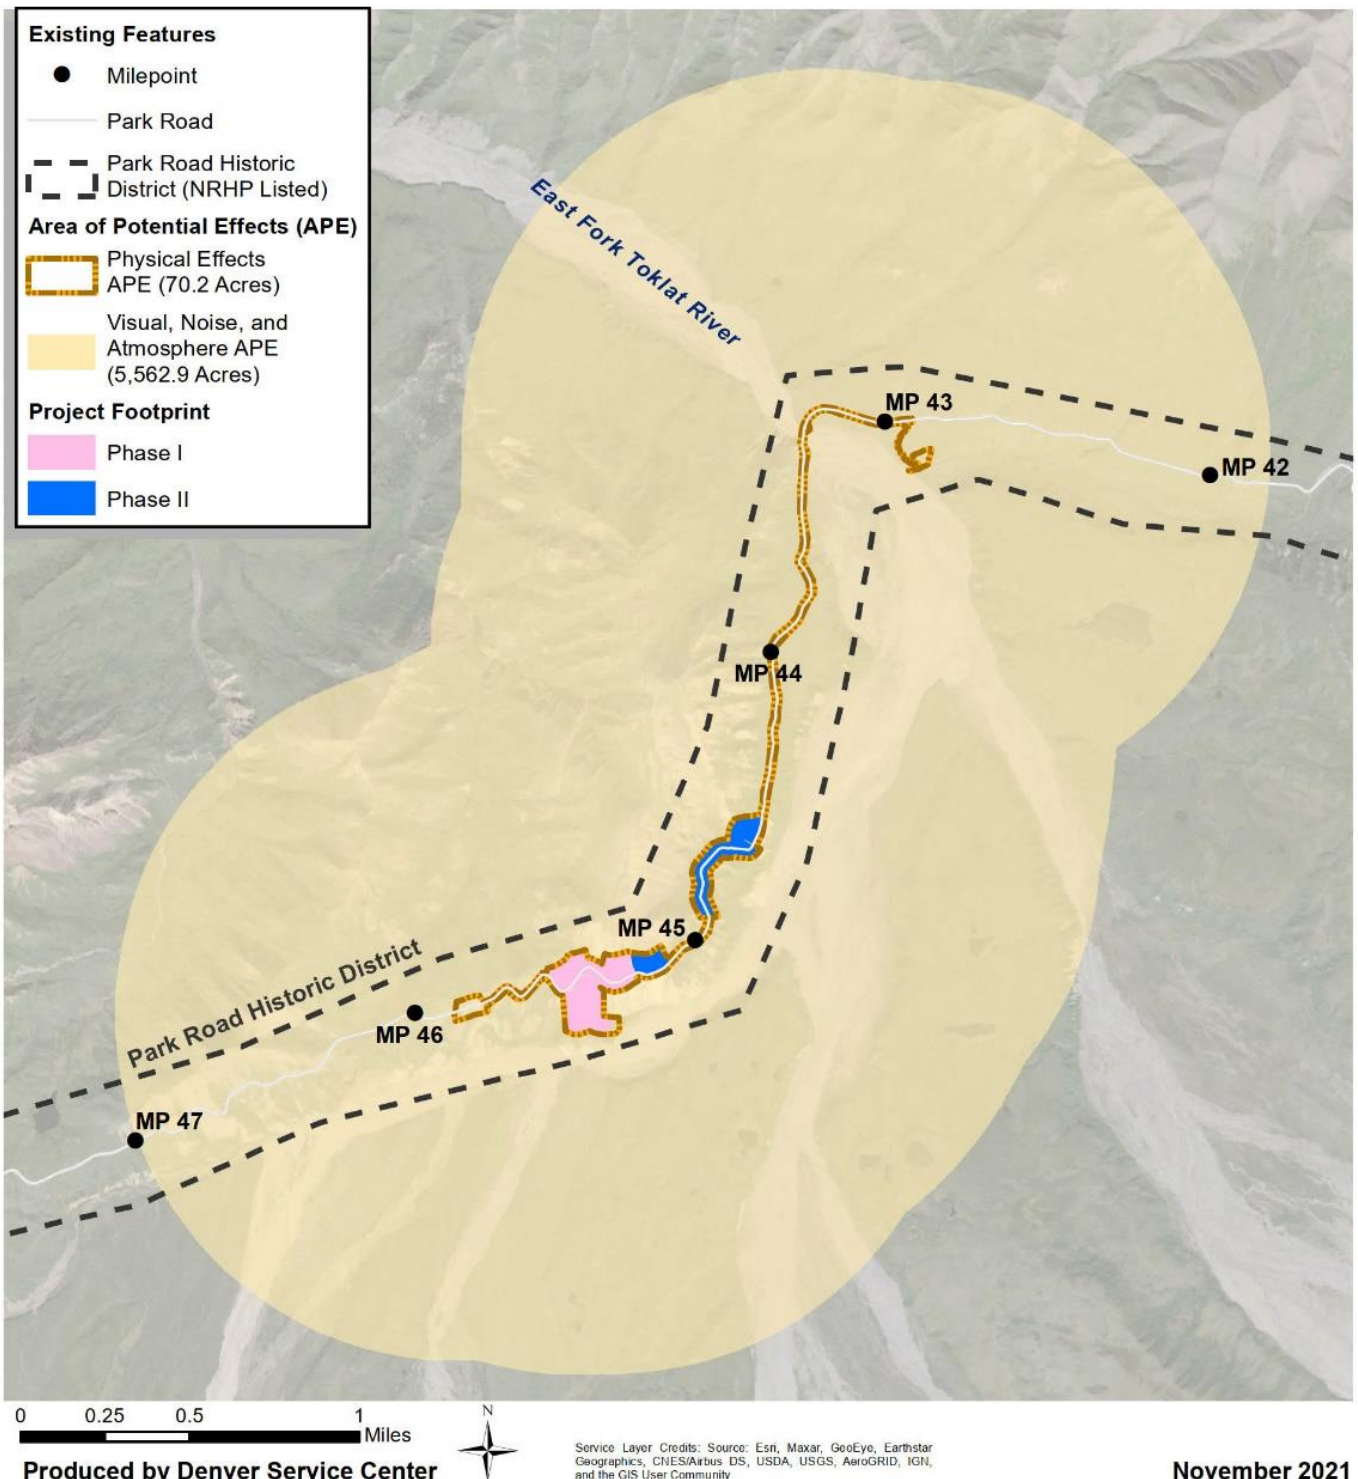 Existing Features
Milepoint
Park Road
Park Road Historic
District (NRHP Listed)
Area of Potential Effects (APE)
Physical Effects
APE (70.2 Acres)
Visual, Noise, and
Atmosphere APE
(5,562.9 Acres)
Project Footprint
Phase I
Phase II
East Fork Toklat River
MP 43
MP 42
MP 44
MP 45
Park Road Historic District
MP 46
MP 47
0 0.25 0.5 1
Miles
N
Produced by Denver Service Center
Service Layer Credits: Source: Esri, Maxar, GeoEye, Earthstar
Geographics, CNES/Airbus DS, USDA, USGS, AeroGRID, IGN,
and the GIS User Community
November 2021